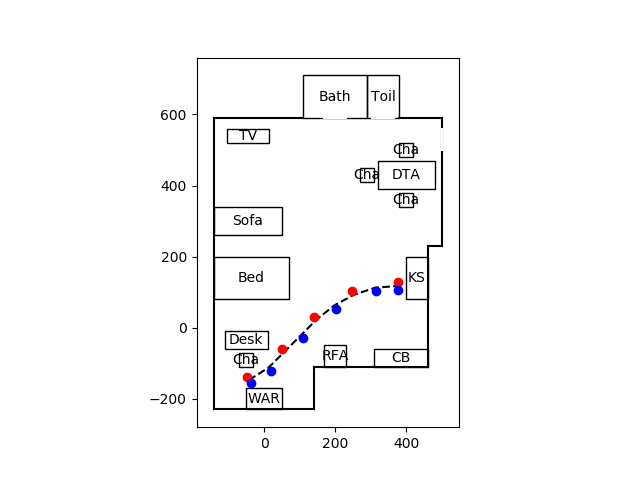 Bath Toil
600
TV
Cha
400
Cha DTA
Cha
Sofa
200
Bed KS
0
Desk
Cha RFA CB
-200
WAR
0 200 400